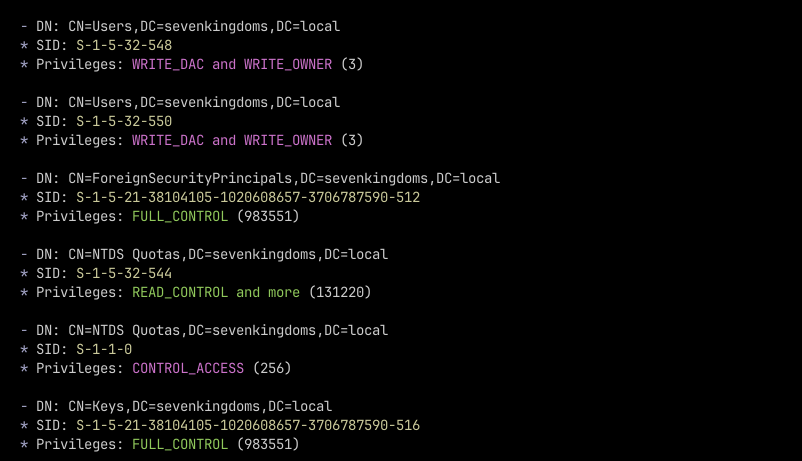 - DN: CN=Users,DC=sevenkingdoms,DC=local
* SID: S-1-5-32-548
* Privileges: WRITE_DAC and WRITE_OWNER (3)
- DN: CN=Users,DC=sevenkingdoms,DC=local
* SID: S-1-5-32-550
* Privileges: WRITE_DAC and WRITE_OWNER (3)
- DN: CN=ForeignSecurityPrincipals,DC=sevenkingdoms,DC=local
* SID: S-1-5-21-38104105-1020608657-3706787590-512
* Privileges: FULL_CONTROL (983551)
- DN: CN=NTDS Quotas,DC=sevenkingdoms,DC=local
* SID: S-1-5-32-544
* Privileges: READ_CONTROL and more (131220)
- DN: CN=NTDS Quotas,DC=sevenkingdoms,DC=local
* SID: S-1-1-0
* Privileges: CONTROL_ACCESS (256)
- DN: CN=Keys,DC=sevenkingdoms,DC=local
* SID: S-1-5-21-38104105-1020608657-3706787590-516
* Privileges: FULL_CONTROL (983551)